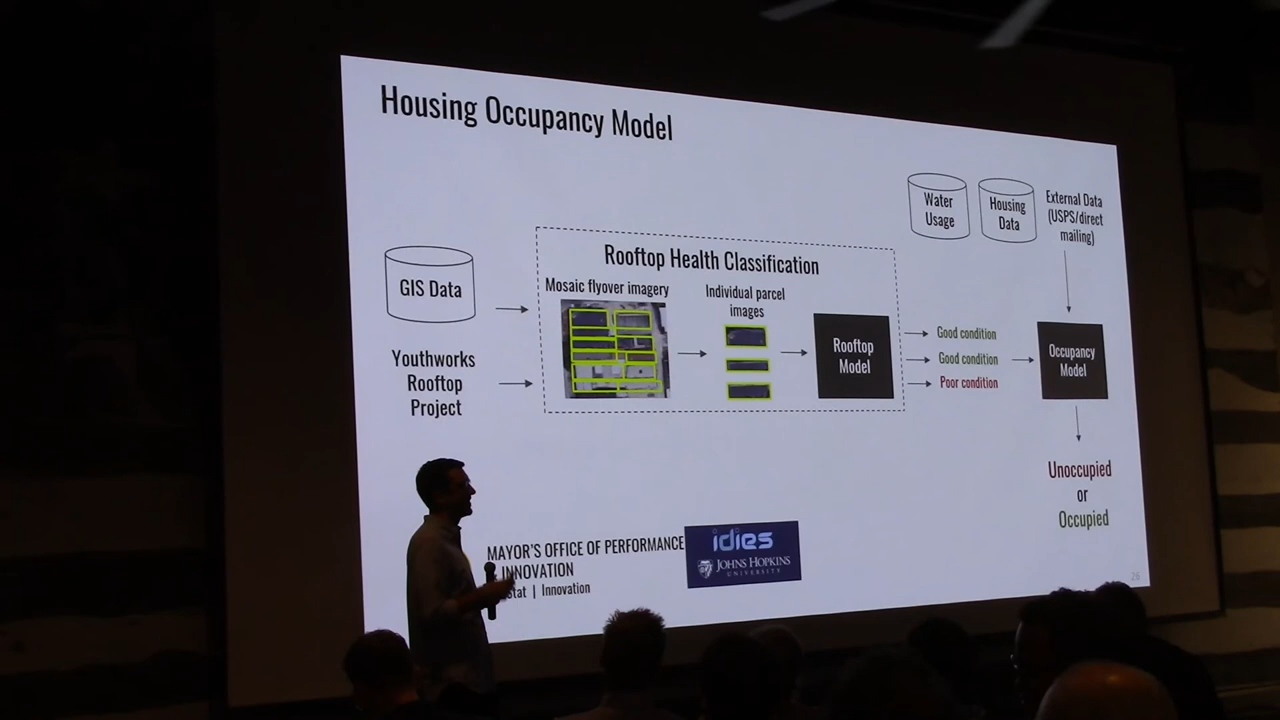 Housing Occupancy Model
Water
Usage
Housing
Data
External Data
(USPS/direct
mailing)
GIS Data
Youthworks
Rooftop
Project
Rooftop Health Classification
Mosaic flyover imagery
Individual parcel
images
Rooftop
Model
Good condition
Good condition
Poor condition
Occupancy
Model
Unoccupied
or
Occupied
MAYOR'S OFFICE OF PERFORMANCE
INNOVATION
stat | Innovation
idies
JOHNS HOPKINS
UNIVERSITY
26